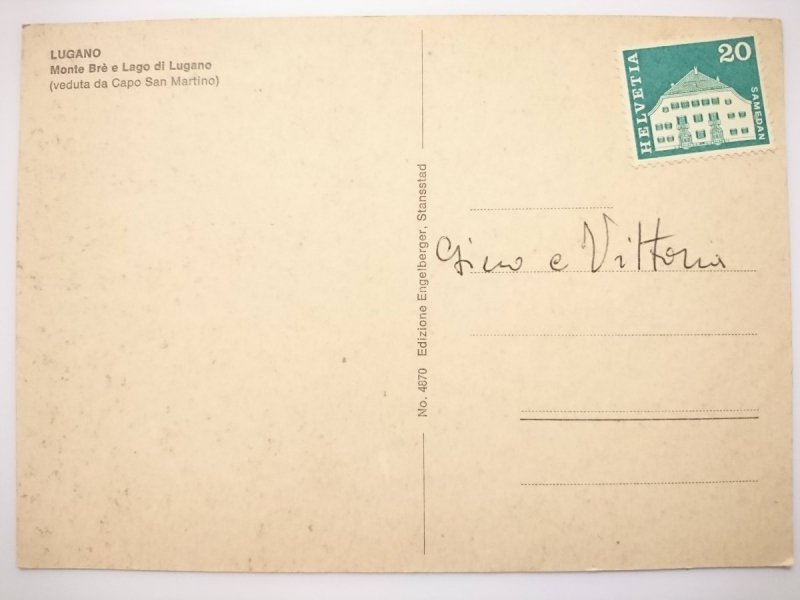 LUGANO
Monte Brè e Lago di Lugano
(veduta da Capo San Martino)
No. 4870 Edizione Engelberger, Stansstad
HELVETIA
20
SAMEDAN
Gino e Vittoria